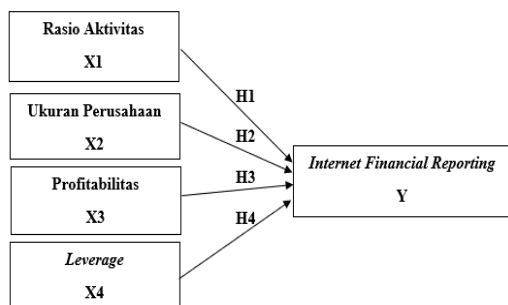 Rasio Aktivitas
X1
Ukuran Perusahaan
X2
Profitabilitas
X3
Leverage
X4
H1
H2
H3
H4
Internet Financial Reporting
Y